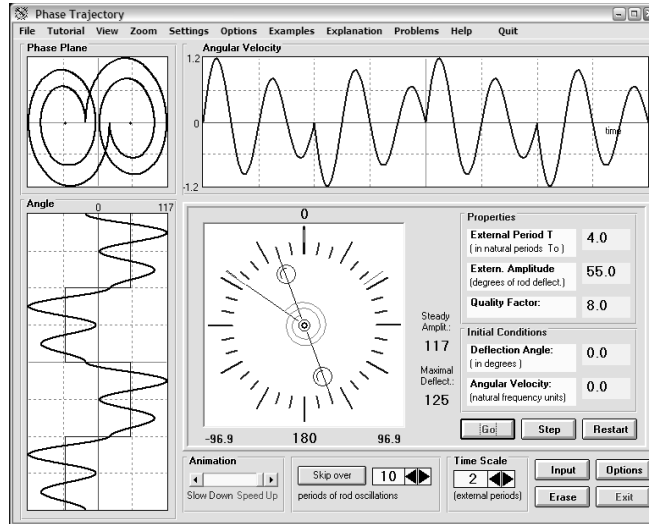 Phase Trajectory
File Tutorial View Zoom Settings Options Examples Explanation Problems Help Quit
Phase Plane
Angular Velocity
1.2
0
-1.2
time
Angle
0 117
0
-96.9 180 96.9
Steady
Amplit.:
117
Maximal
Deflect.:
125
Properties
External Period T 4.0
( in natural periods To )
Extern. Amplitude 55.0
(degrees of rod deflect.)
Quality Factor: 8.0
Initial Conditions
Deflection Angle: 0.0
( in degrees )
Angular Velocity: 0.0
(natural frequency units)
Go Step Restart
Animation
Slow Down Speed Up
Skip over 10
periods of rod oscillations
Time Scale
2
(external periods)
Input Options
Erase Exit